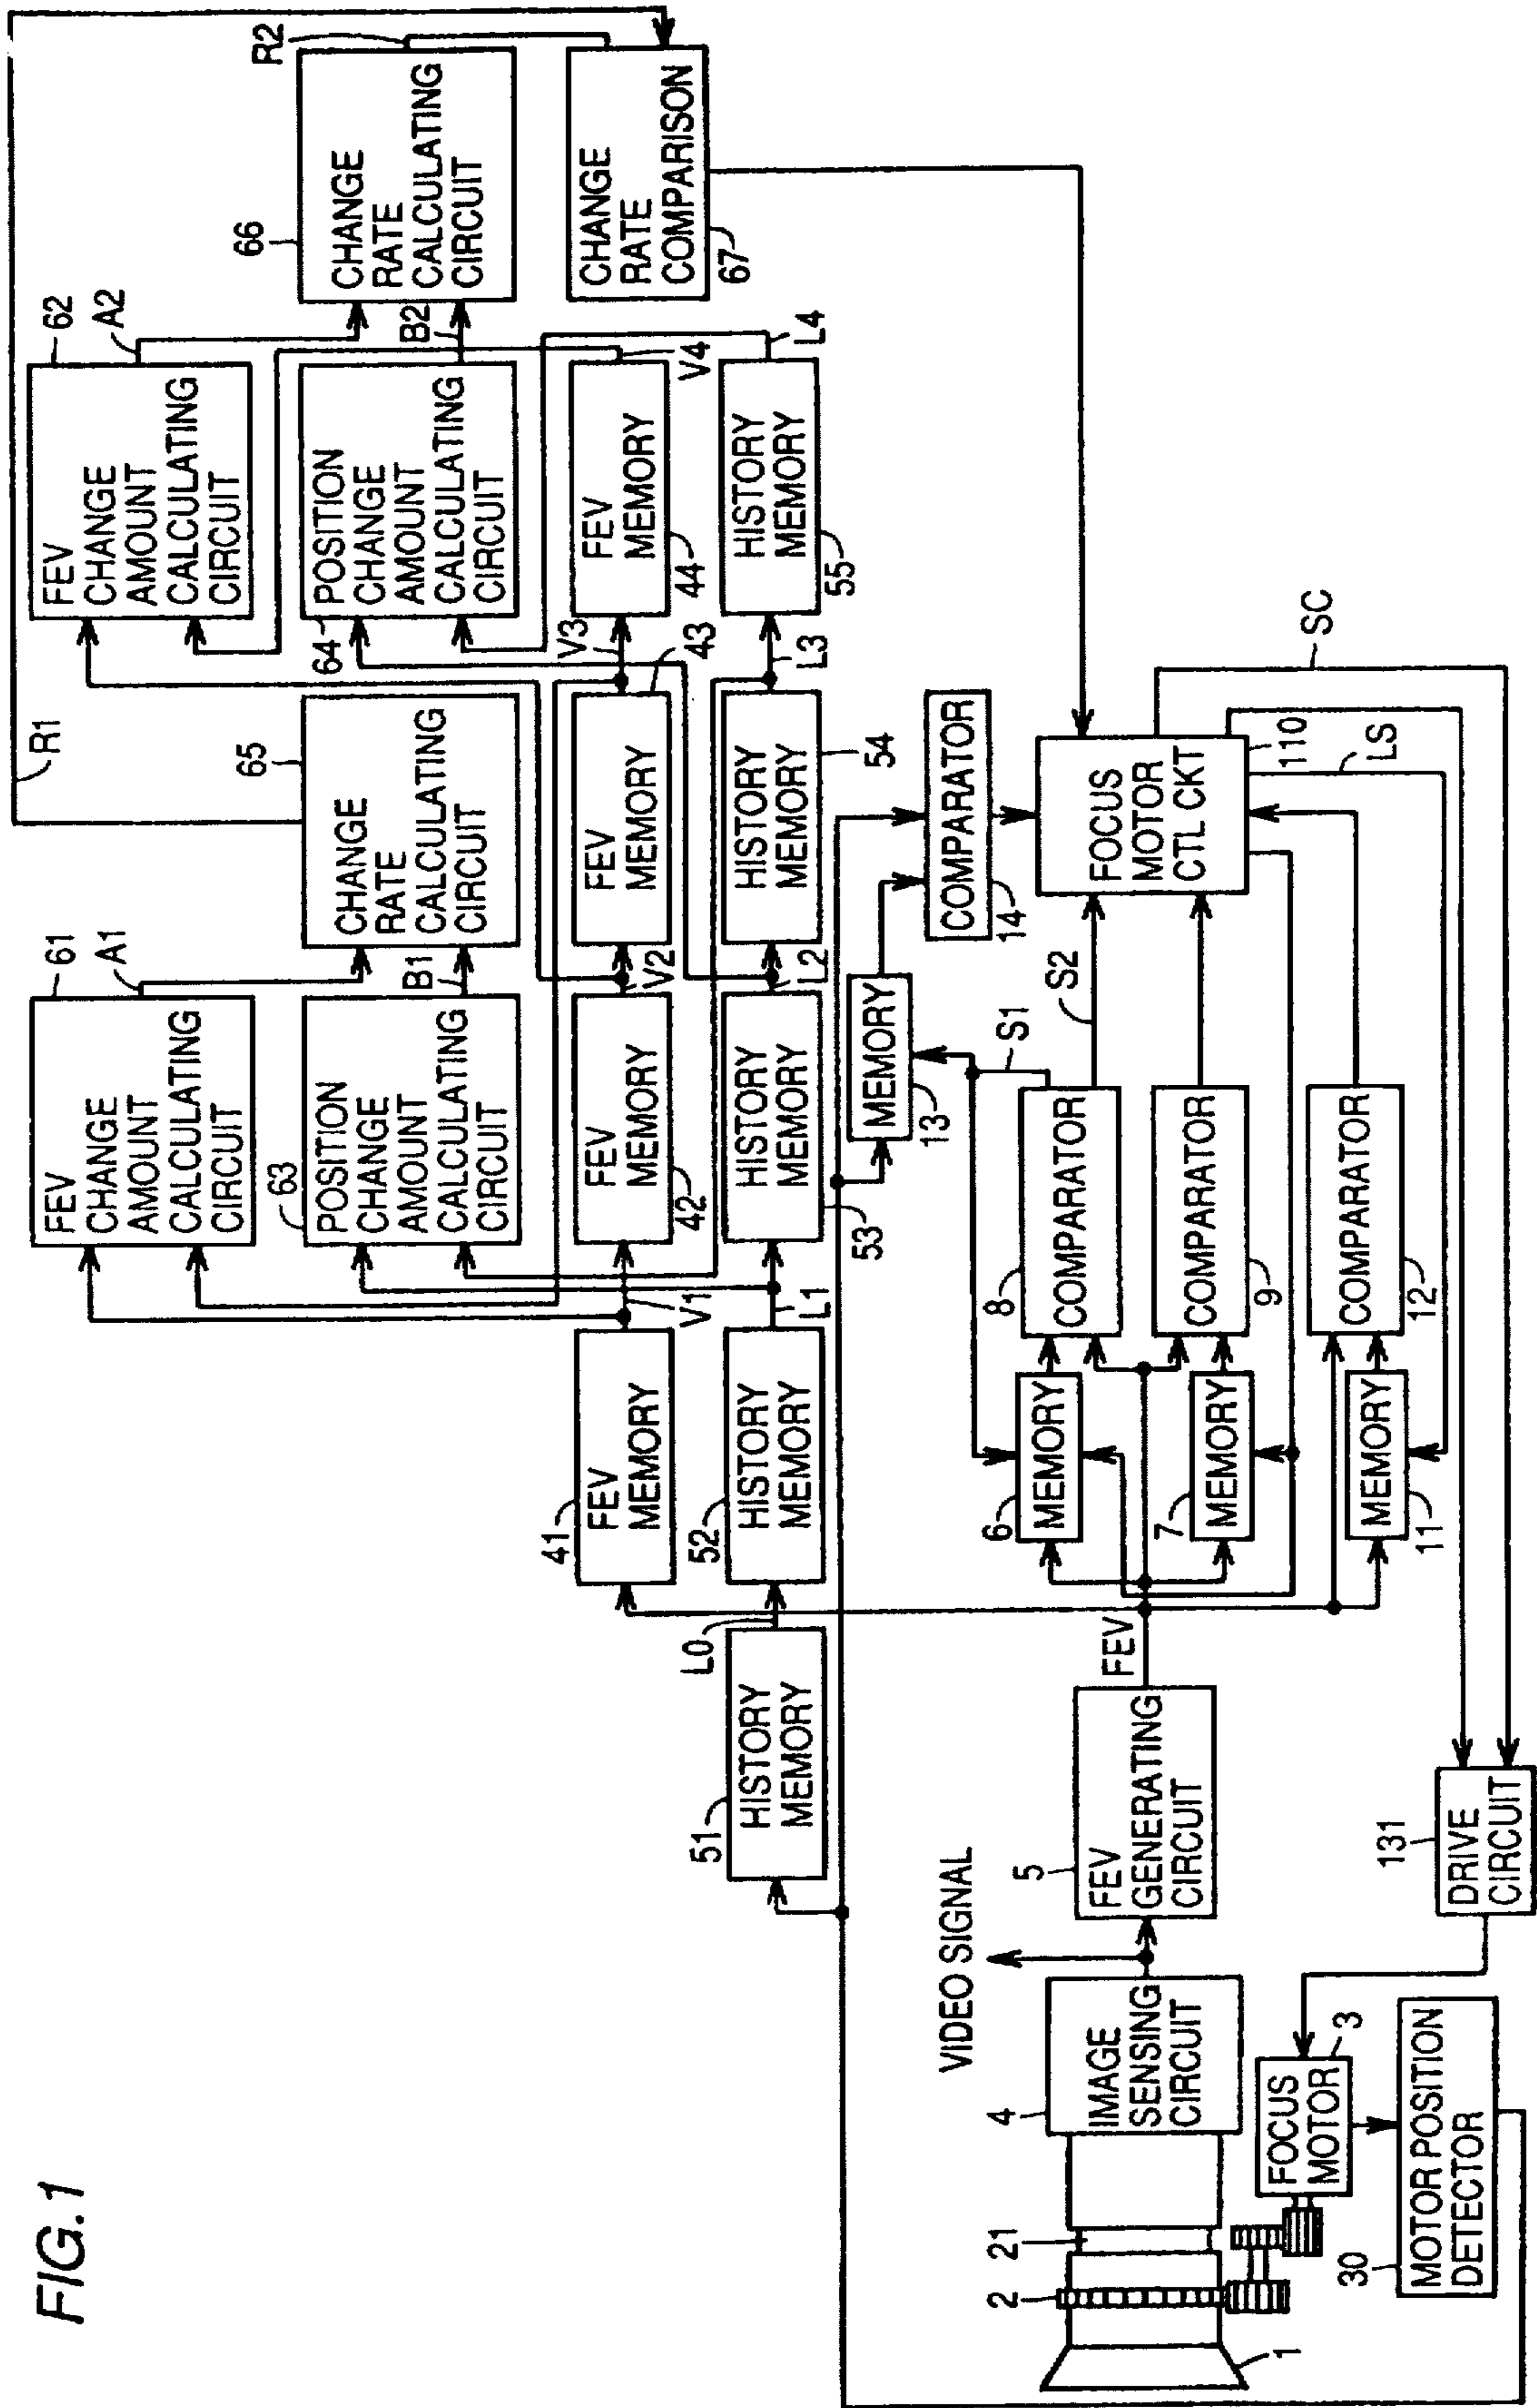 FIG.1
R1
61
FEV
CHANGE
AMOUNT
CALCULATING
CIRCUIT
A1
62
FEV
CHANGE
AMOUNT
CALCULATING
CIRCUIT
A2
63
POSITION
CHANGE
AMOUNT
CALCULATING
CIRCUIT
B1
65
CHANGE
RATE
CALCULATING
CIRCUIT
64
POSITION
CHANGE
AMOUNT
CALCULATING
CIRCUIT
B2
66
CHANGE
RATE
CALCULATING
CIRCUIT
R2
41
FEV
MEMORY
V1
FEV
MEMORY
42
V2
FEV
MEMORY
43
V3
FEV
MEMORY
44
V4
CHANGE
RATE
COMPARISON
67
51
HISTORY
MEMORY
L0
52
HISTORY
MEMORY
L1
HISTORY
MEMORY
53
L2
HISTORY
MEMORY
54
L3
HISTORY
MEMORY
55
L4
MEMORY
13
COMPARATOR
14
VIDEO SIGNAL
1
2
21
4
IMAGE
SENSING
CIRCUIT
5
FEV
GENERATING
CIRCUIT
FEV
6
MEMORY
8
COMPARATOR
S1
S2
FOCUS
MOTOR
CTL CKT
110
7
MEMORY
COMPARATOR
9
LS
SC
MEMORY
11
COMPARATOR
12
FOCUS
MOTOR
3
30
MOTOR POSITION
DETECTOR
131
DRIVE
CIRCUIT